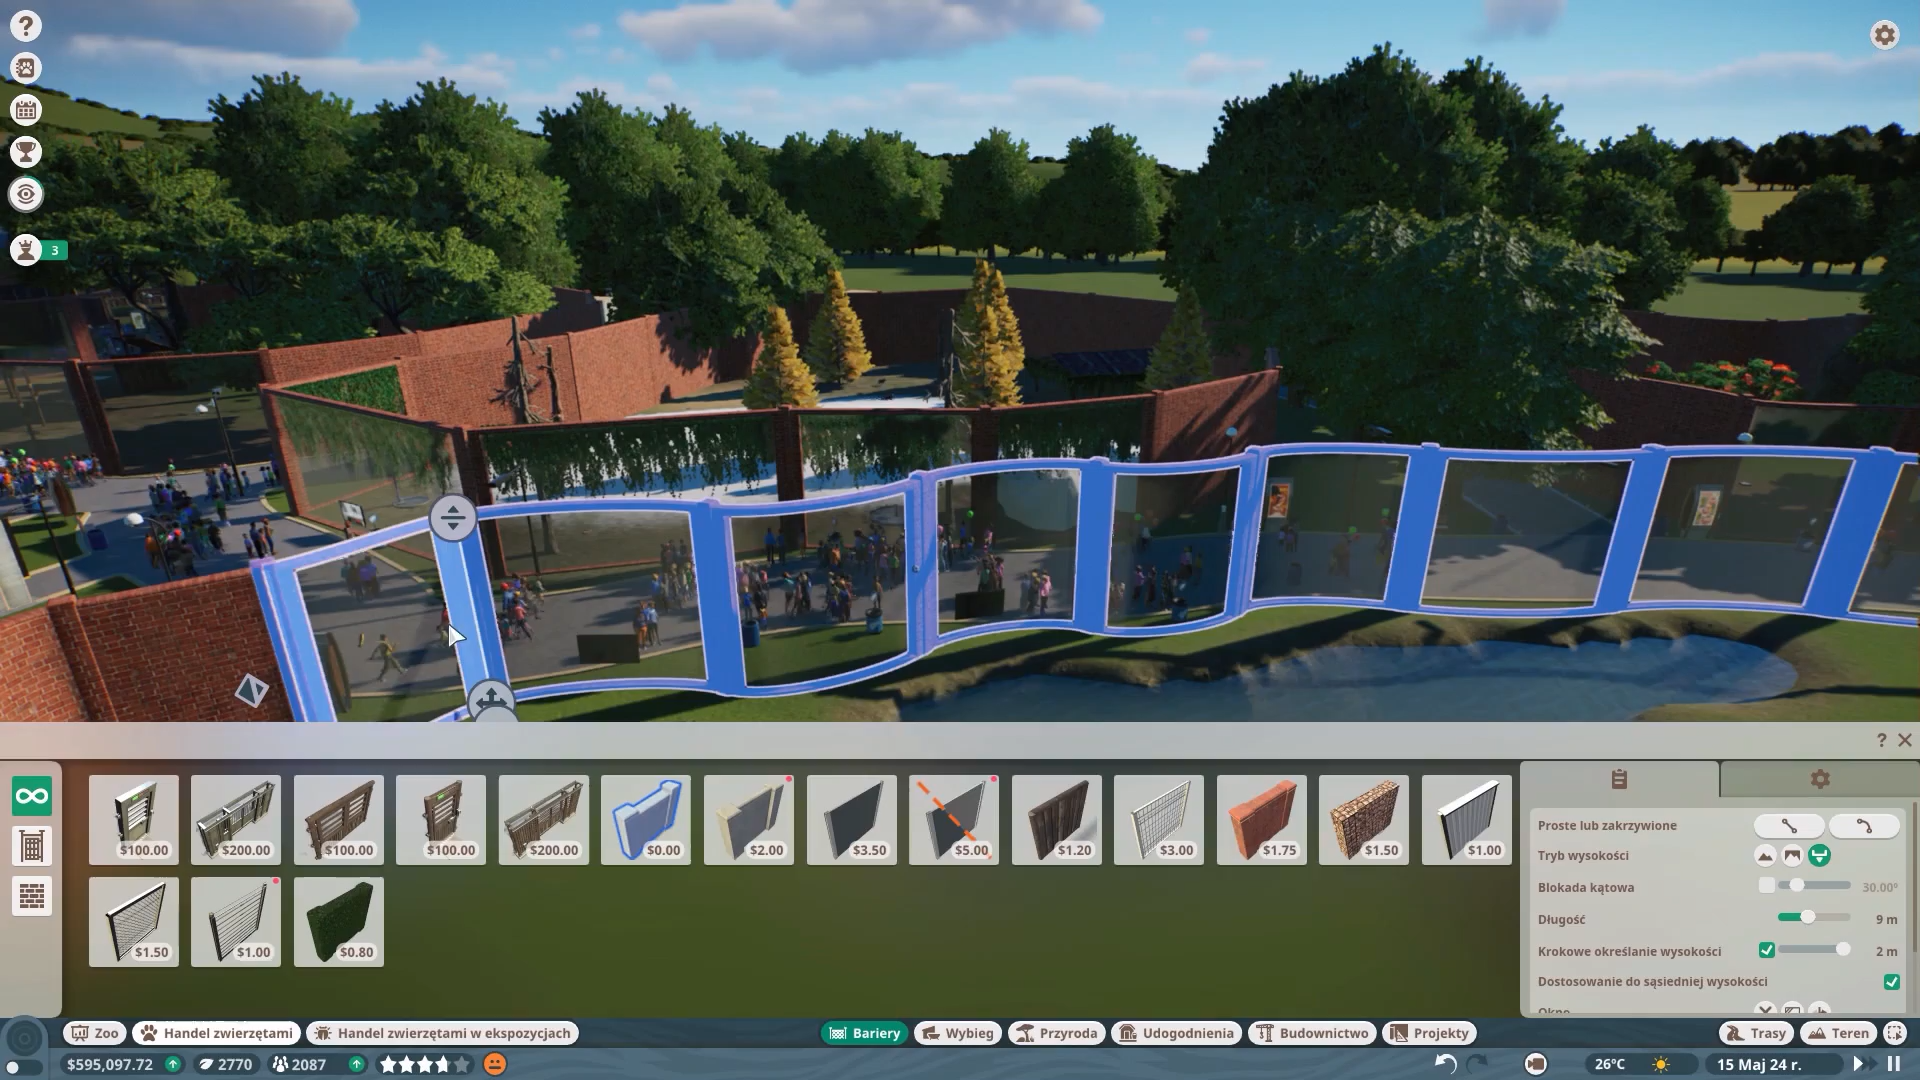 ?
3
? ×
$100.00 $200.00 $100.00 $100.00 $200.00 $0.00 $2.00 $3.50 $5.00 $1.20 $3.00 $1.75 $1.50 $1.00
$1.50 $1.00 $0.80
Proste lub zakrzywione
Tryb wysokości
Blokada kątowa 30.00°
Długość 9 m
Krokowe określanie wysokości 2 m
Dostosowanie do sąsiedniej wysokości
Okno
Zoo Handel zwierzętami Handel zwierzętami w ekspozycjach Bariery Wybieg Przyroda Udogodnienia Budownictwo Projekty Trasy Teren
$595,097.72 2770 2087 26°C 15 Maj 24 r.